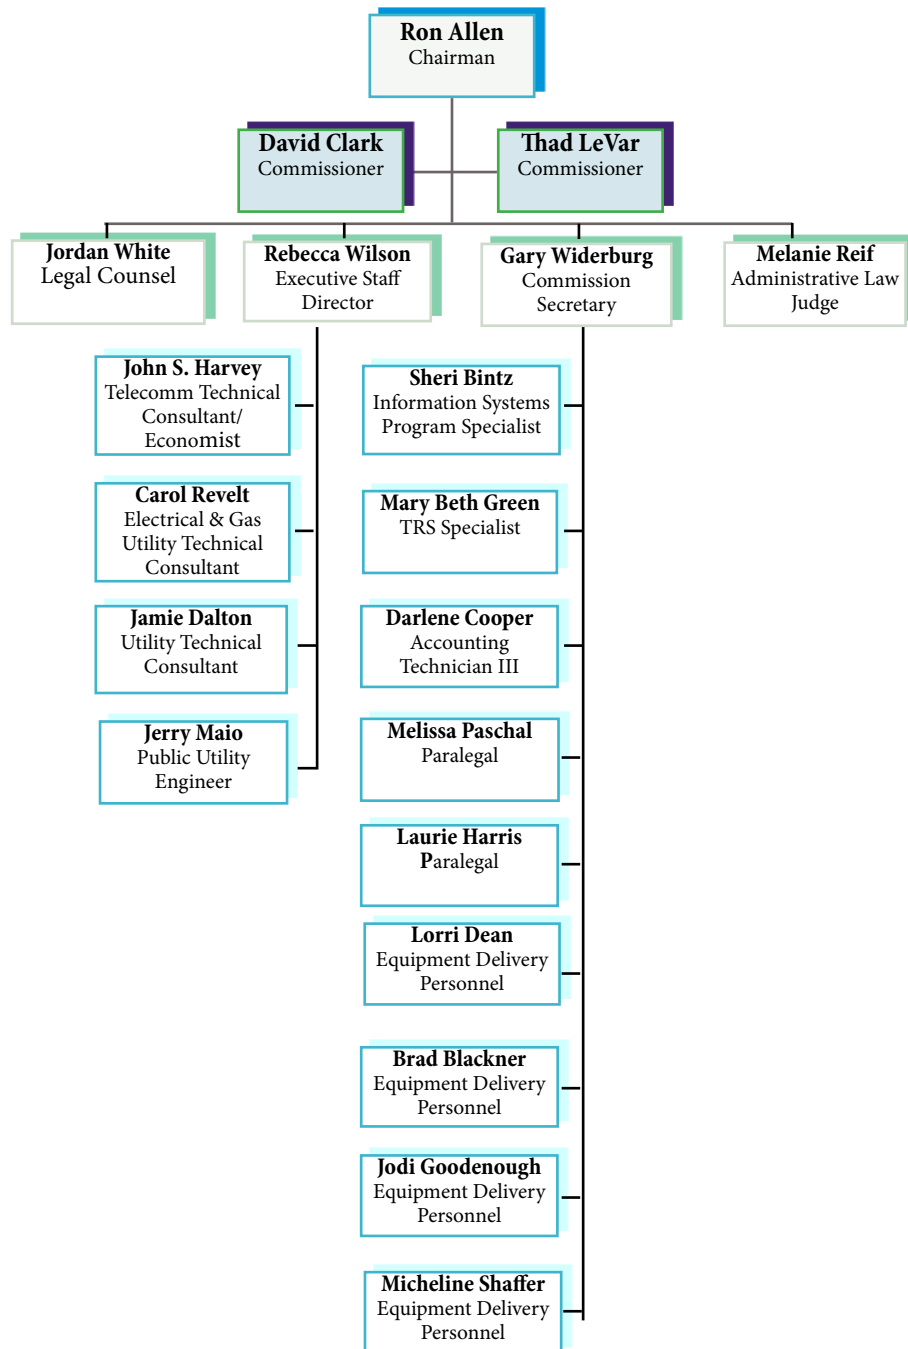 Ron Allen
Chairman
David Clark
Commissioner
Thad LeVar
Commissioner
Jordan White
Legal Counsel
Rebecca Wilson
Executive Staff
Director
Gary Widerburg
Commission
Secretary
Melanie Reif
Administrative Law
Judge
John S. Harvey
Telecomm Technical
Consultant/
Economist
Carol Revelt
Electrical & Gas
Utility Technical
Consultant
Jamie Dalton
Utility Technical
Consultant
Jerry Maio
Public Utility
Engineer
Sheri Bintz
Information Systems
Program Specialist
Mary Beth Green
TRS Specialist
Darlene Cooper
Accounting
Technician III
Melissa Paschal
Paralegal
Laurie Harris
Paralegal
Lorri Dean
Equipment Delivery
Personnel
Brad Blackner
Equipment Delivery
Personnel
Jodi Goodenough
Equipment Delivery
Personnel
Micheline Shaffer
Equipment Delivery
Personnel